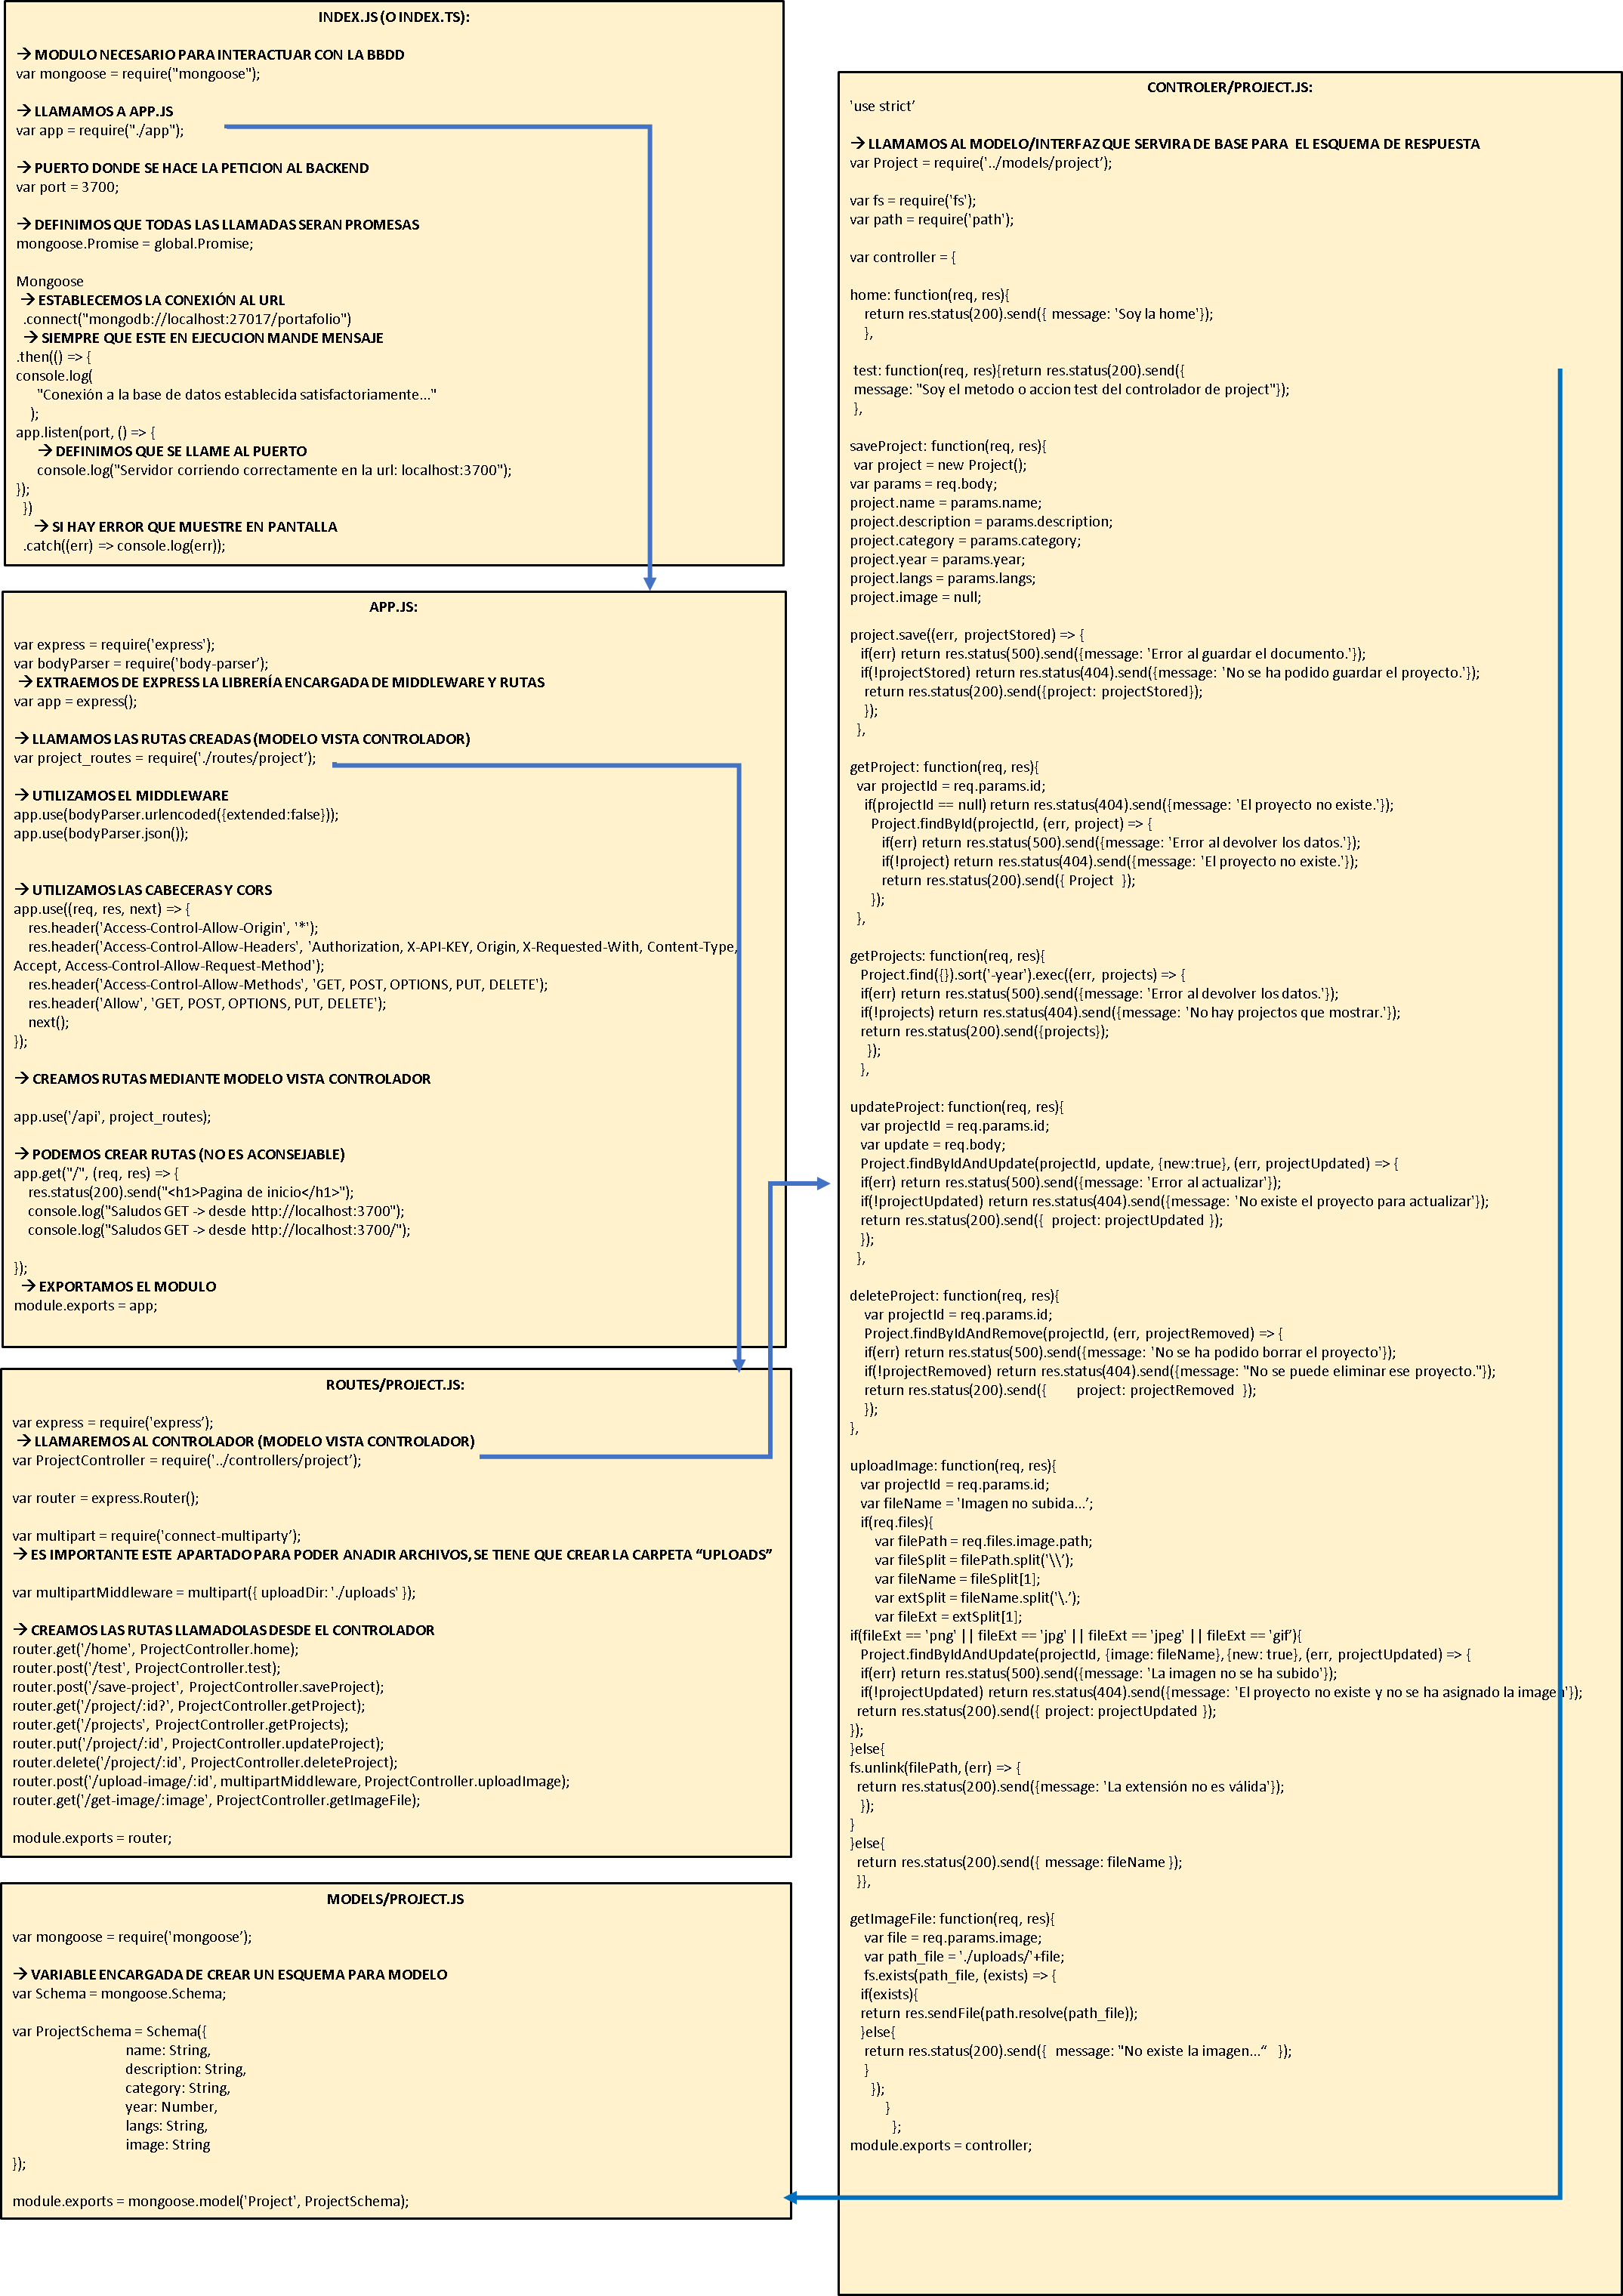 INDEX.JS (O INDEX.TS):
→ MODULO NECESARIO PARA INTERACTUAR CON LA BBDD
var mongoose = require("mongoose");
→ LLAMAMOS A APP.JS
var app = require("./app");
→ PUERTO DONDE SE HACE LA PETICION AL BACKEND
var port = 3700;
→ DEFINIMOS QUE TODAS LAS LLAMADAS SERAN PROMESAS
mongoose.Promise = global.Promise;
Mongoose
→ ESTABLECEMOS LA CONEXIÓN AL URL
.connect("mongodb://localhost:27017/portafolio")
→ SIEMPRE QUE ESTE EN EJECUCION MANDE MENSAJE
.then(() => {
console.log(
"Conexión a la base de datos establecida satisfactoriamente..."
);
app.listen(port, () => {
→ DEFINIMOS QUE SE LLAME AL PUERTO
console.log("Servidor corriendo correctamente en la url: localhost:3700");
});
})
→ SI HAY ERROR QUE MUESTRE EN PANTALLA
.catch((err) => console.log(err));
APP.JS:
var express = require('express');
var bodyParser = require('body-parser');
→ EXTRAEMOS DE EXPRESS LA LIBRERÍA ENCARGADA DE MIDDLEWARE Y RUTAS
var app = express();
→ LLAMAMOS LAS RUTAS CREADAS (MODELO VISTA CONTROLADOR)
var project_routes = require('./routes/project');
→ UTILIZAMOS EL MIDDLEWARE
app.use(bodyParser.urlencoded({extended:false}));
app.use(bodyParser.json());
→ UTILIZAMOS LAS CABECERAS Y CORS
app.use((req, res, next) => {
res.header('Access-Control-Allow-Origin', '*');
res.header('Access-Control-Allow-Headers', 'Authorization, X-API-KEY, Origin, X-Requested-With, Content-Type,
Accept, Access-Control-Allow-Request-Method');
res.header('Access-Control-Allow-Methods', 'GET, POST, OPTIONS, PUT, DELETE');
res.header('Allow', 'GET, POST, OPTIONS, PUT, DELETE');
next();
});
→ CREAMOS RUTAS MEDIANTE MODELO VISTA CONTROLADOR
app.use('/api', project_routes);
→ PODEMOS CREAR RUTAS (NO ES ACONSEJABLE)
app.get("/", (req, res) => {
res.status(200).send("<h1>Pagina de inicio</h1>");
console.log("Saludos GET -> desde http://localhost:3700");
console.log("Saludos GET -> desde http://localhost:3700/");
});
→ EXPORTAMOS EL MODULO
module.exports = app;
ROUTES/PROJECT.JS:
var express = require('express');
→ LLAMAREMOS AL CONTROLADOR (MODELO VISTA CONTROLADOR)
var ProjectController = require('../controllers/project');
var router = express.Router();
var multipart = require('connect-multiparty');
→ ES IMPORTANTE ESTE APARTADO PARA PODER ANADIR ARCHIVOS, SE TIENE QUE CREAR LA CARPETA “UPLOADS”
var multipartMiddleware = multipart({ uploadDir: './uploads' });
→ CREAMOS LAS RUTAS LLAMADOLAS DESDE EL CONTROLADOR
router.get('/home', ProjectController.home);
router.post('/test', ProjectController.test);
router.post('/save-project', ProjectController.saveProject);
router.get('/project/:id?', ProjectController.getProject);
router.get('/projects', ProjectController.getProjects);
router.put('/project/:id', ProjectController.updateProject);
router.delete('/project/:id', ProjectController.deleteProject);
router.post('/upload-image/:id', multipartMiddleware, ProjectController.uploadImage);
router.get('/get-image/:image', ProjectController.getImageFile);
module.exports = router;
MODELS/PROJECT.JS
var mongoose = require('mongoose');
→ VARIABLE ENCARGADA DE CREAR UN ESQUEMA PARA MODELO
var Schema = mongoose.Schema;
var ProjectSchema = Schema({
name: String,
description: String,
category: String,
year: Number,
langs: String,
image: String
});
module.exports = mongoose.model('Project', ProjectSchema);
CONTROLER/PROJECT.JS:
‘use strict’
→ LLAMAMOS AL MODELO/INTERFAZ QUE SERVIRA DE BASE PARA EL ESQUEMA DE RESPUESTA
var Project = require('../models/project');
var fs = require('fs');
var path = require('path');
var controller = {
home: function(req, res){
return res.status(200).send({ message: 'Soy la home'});
},
test: function(req, res){return res.status(200).send({
message: "Soy el metodo o accion test del controlador de project"});
},
saveProject: function(req, res){
var project = new Project();
var params = req.body;
project.name = params.name;
project.description = params.description;
project.category = params.category;
project.year = params.year;
project.langs = params.langs;
project.image = null;
project.save((err, projectStored) => {
if(err) return res.status(500).send({message: 'Error al guardar el documento.'});
if(!projectStored) return res.status(404).send({message: 'No se ha podido guardar el proyecto.'});
return res.status(200).send({project: projectStored});
});
},
getProject: function(req, res){
var projectId = req.params.id;
if(projectId == null) return res.status(404).send({message: 'El proyecto no existe.'});
Project.findById(projectId, (err, project) => {
if(err) return res.status(500).send({message: 'Error al devolver los datos.'});
if(!project) return res.status(404).send({message: 'El proyecto no existe.'});
return res.status(200).send({ Project });
});
},
getProjects: function(req, res){
Project.find({}).sort('-year').exec((err, projects) => {
if(err) return res.status(500).send({message: 'Error al devolver los datos.'});
if(!projects) return res.status(404).send({message: 'No hay projectos que mostrar.'});
return res.status(200).send({projects});
});
},
updateProject: function(req, res){
var projectId = req.params.id;
var update = req.body;
Project.findByIdAndUpdate(projectId, update, {new:true}, (err, projectUpdated) => {
if(err) return res.status(500).send({message: 'Error al actualizar'});
if(!projectUpdated) return res.status(404).send({message: 'No existe el proyecto para actualizar'});
return res.status(200).send({ project: projectUpdated });
});
},
deleteProject: function(req, res){
var projectId = req.params.id;
Project.findByIdAndRemove(projectId, (err, projectRemoved) => {
if(err) return res.status(500).send({message: 'No se ha podido borrar el proyecto'});
if(!projectRemoved) return res.status(404).send({message: "No se puede eliminar ese proyecto."});
return res.status(200).send({ project: projectRemoved });
});
},
uploadImage: function(req, res){
var projectId = req.params.id;
var fileName = 'Imagen no subida...';
if(req.files){
var filePath = req.files.image.path;
var fileSplit = filePath.split('\\');
var fileName = fileSplit[1];
var extSplit = fileName.split('\.');
var fileExt = extSplit[1];
if(fileExt == 'png' || fileExt == 'jpg' || fileExt == 'jpeg' || fileExt == 'gif'){
Project.findByIdAndUpdate(projectId, {image: fileName}, {new: true}, (err, projectUpdated) => {
if(err) return res.status(500).send({message: 'La imagen no se ha subido'});
if(!projectUpdated) return res.status(404).send({message: 'El proyecto no existe y no se ha asignado la imagen'});
return res.status(200).send({ project: projectUpdated });
});
}else{
fs.unlink(filePath, (err) => {
return res.status(200).send({message: 'La extensión no es válida'});
});
}
}else{
return res.status(200).send({ message: fileName });
}},
getImageFile: function(req, res){
var file = req.params.image;
var path_file = './uploads/'+file;
fs.exists(path_file, (exists) => {
if(exists){
return res.sendFile(path.resolve(path_file));
}else{
return res.status(200).send({ message: "No existe la imagen...“ });
}
});
}
};
module.exports = controller;